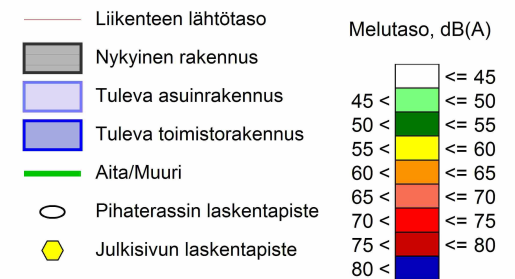 Liikenteen lähtötaso
Nykyinen rakennus
Tuleva asuinrakennus
Tuleva toimistorakennus
Aita/Muuri
Pihaterassin laskentapiste
Julkisivun laskentapiste
Melutaso, dB(A)
<= 45
45 < <= 50
50 < <= 55
55 < <= 60
60 < <= 65
65 < <= 70
70 < <= 75
75 < <= 80
80 <